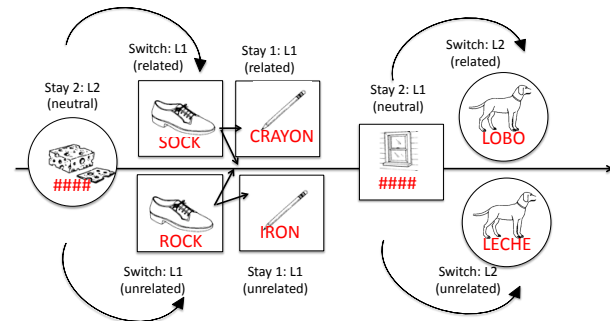 Switch: L1
(related)
Stay 1: L1
(related)
Switch: L2
(related)
Stay 2: L2
(neutral)
Stay 2: L1
(neutral)
SOCK
CRAYON
LOBO
####
####
ROCK
IRON
LECHE
Switch: L1
(unrelated)
Stay 1: L1
(unrelated)
Switch: L2
(unrelated)